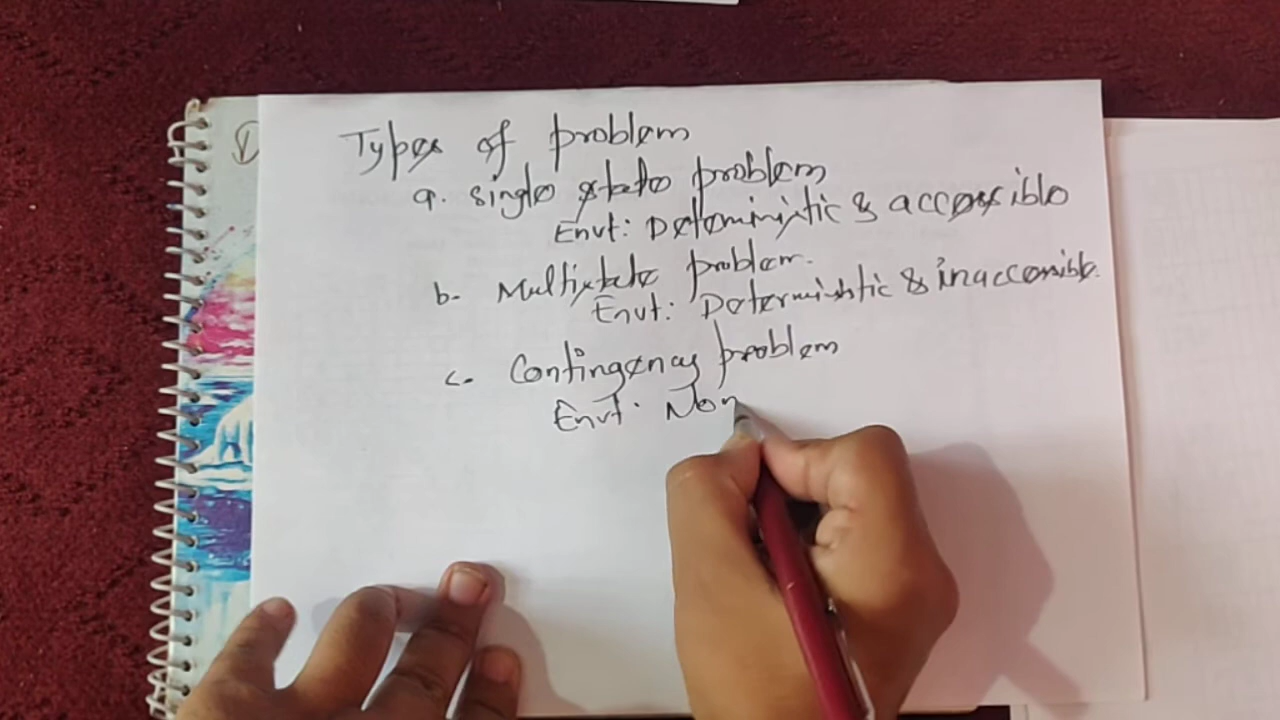 Types of problem
a. single state problem
Envt: Deterministic & accessible
b. Multistate problem.
Envt: Deterministic & inaccessible.
c. Contingency problem
Envt: Non
D